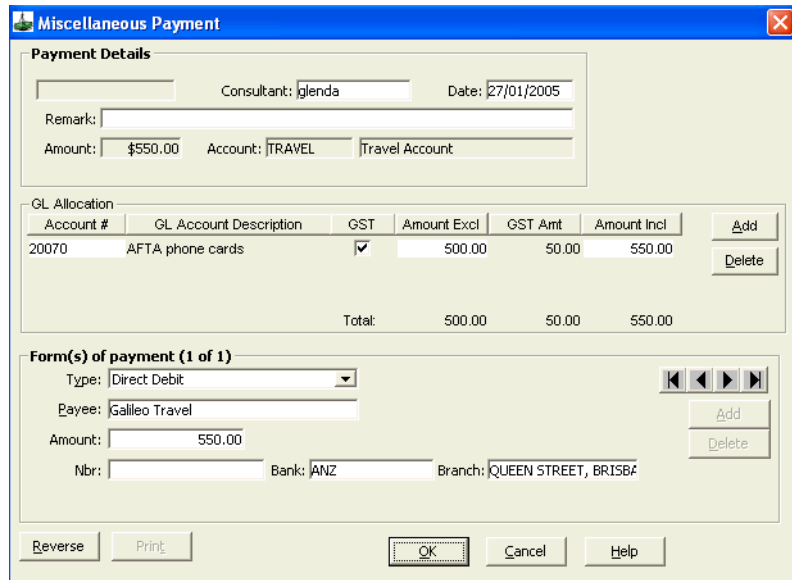 Miscellaneous Payment
Payment Details
Consultant: glenda Date: 27/01/2005
Remark:
Amount: $550.00 Account: TRAVEL Travel Account
GL Allocation
Account # GL Account Description GST Amount Excl GST Amt Amount Incl Add
20070 AFTA phone cards 500.00 50.00 550.00
Delete
Total: 500.00 50.00 550.00
Form(s) of payment (1 of 1)
Type: Direct Debit
Payee: Galileo Travel Add
Amount: 550.00 Delete
Nbr: Bank: ANZ Branch: QUEEN STREET, BRISBA
Reverse Print OK Cancel Help